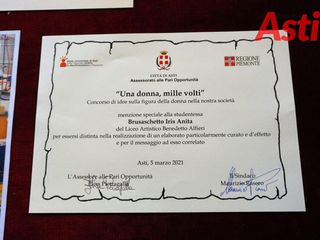 Asti
REGIONE
PIEMONTE
CITTÀ DI ASTI
Assessorato alle Pari Opportunità
"Una donna, mille volti"
Concorso di idee sulla figura della donna nella nostra società
menzione speciale alla studentessa
Brusaschetto Iris Anita
del Liceo Artistico Benedetto Alfieri
per essersi distinta nella realizzazione di un elaborato particolarmente curato e d'effetto
e per il messaggio ad esso correlato
Asti, 5 marzo 2021
L'Assessore alle Pari Opportunità
Elisa Pietragalla
Il Sindaco
Maurizio Rasero